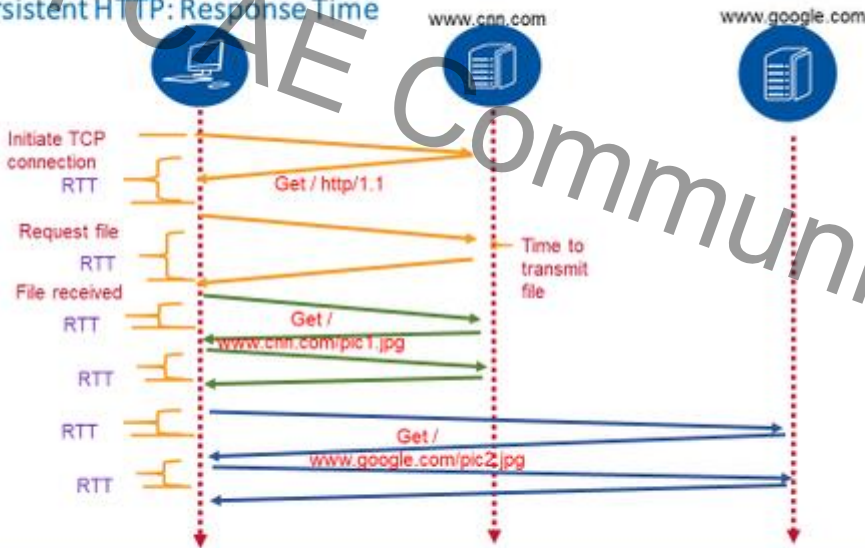 rsistent HTTP: Response Time
www.cnn.com
www.google.com
CAE Communi
Initiate TCP
connection
RTT
Get / http/1.1
Request file
RTT
Time to
transmit
file
File received
RTT
Get /
www.cnn.com/pic1.jpg
RTT
RTT
Get /
www.google.com/pic2.jpg
RTT